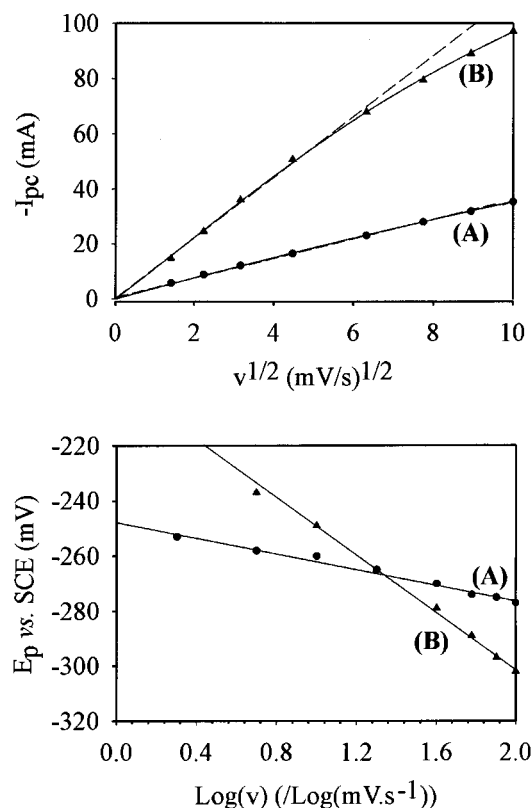 100
80
60
40
20
0
-Ipc (mA)
(B)
(A)
0 2 4 6 8 10
v1/2 (mV/s)1/2
-220
-240
-260
-280
-300
-320
Ep vs. SCE (mV)
(A)
(B)
0.0 0.4 0.8 1.2 1.6 2.0
Log(v) (/Log(mV.s-1))